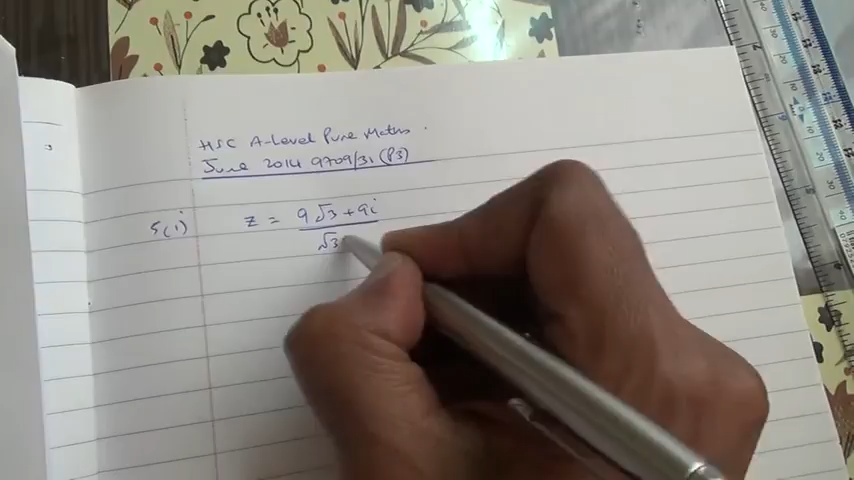 HSC A-Level Pure Maths.
June 2014 9709/31 (P3)
5(i) z = 9√3+9i
√3